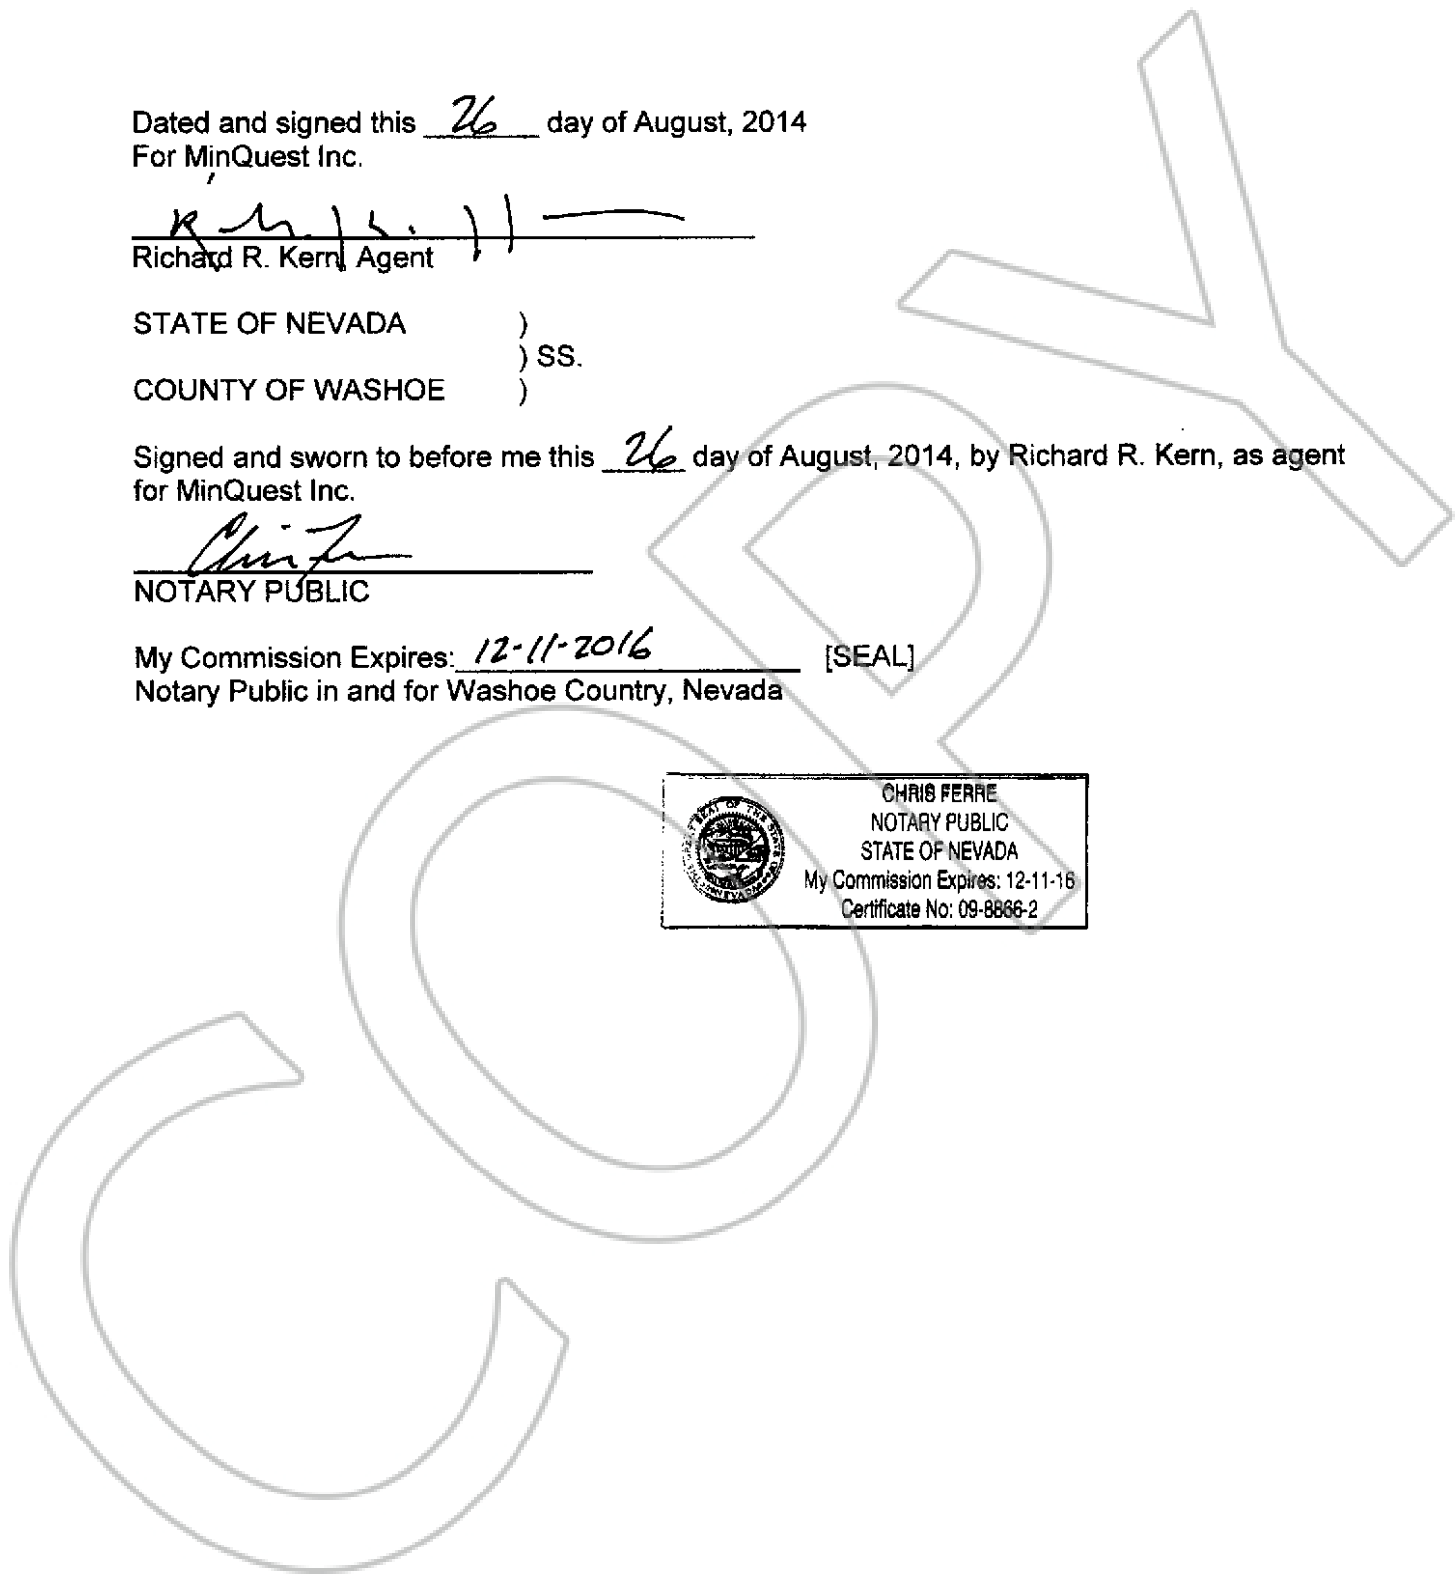 Dated and signed this 26 day of August, 2014
For MinQuest Inc.
Richard R. Kern, Agent
STATE OF NEVADA )
) SS.
COUNTY OF WASHOE )
Signed and sworn to before me this 26 day of August, 2014, by Richard R. Kern, as agent
for MinQuest Inc.
NOTARY PUBLIC
My Commission Expires: 12-11-2016 [SEAL]
Notary Public in and for Washoe Country, Nevada
CHRIS FERRE
NOTARY PUBLIC
STATE OF NEVADA
My Commission Expires: 12-11-16
Certificate No: 09-8866-2
COPY